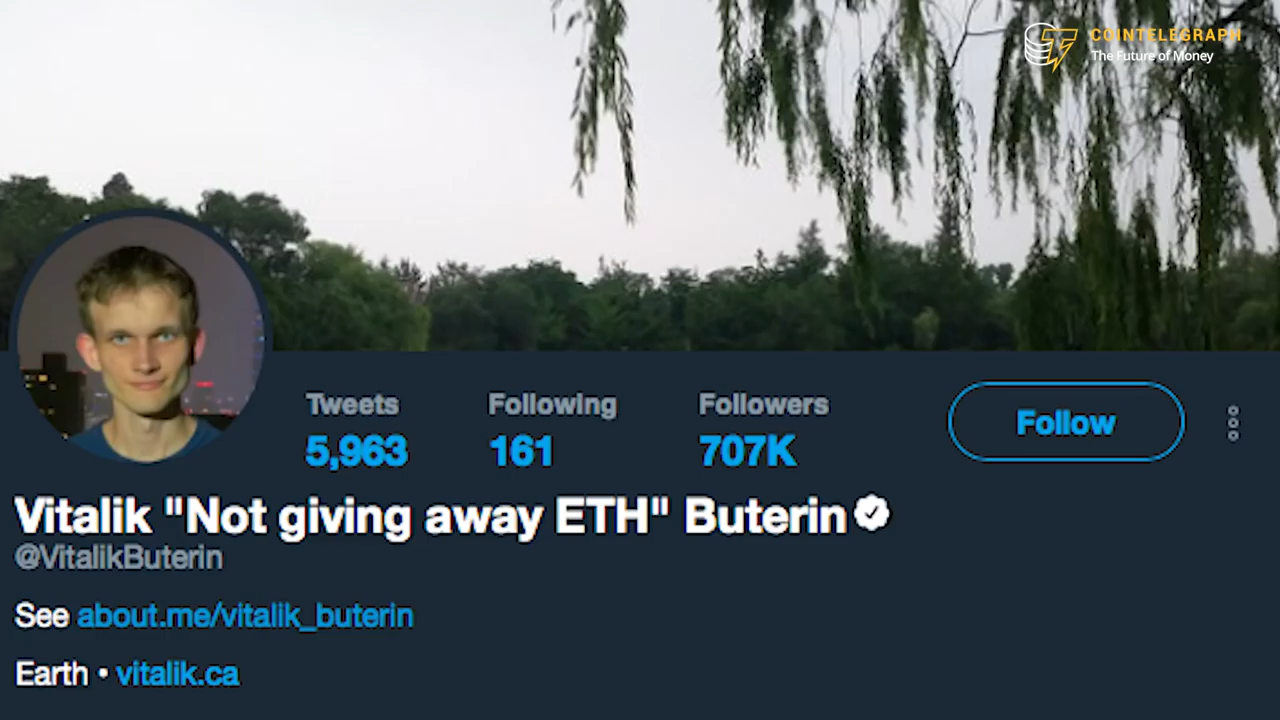 COINTELEGRAPH
The Future of Money
Tweets Following Followers
5,963 161 707K
Follow
Vitalik "Not giving away ETH" Buterin
@VitalikButerin
See about.me/vitalik_buterin
Earth • vitalik.ca